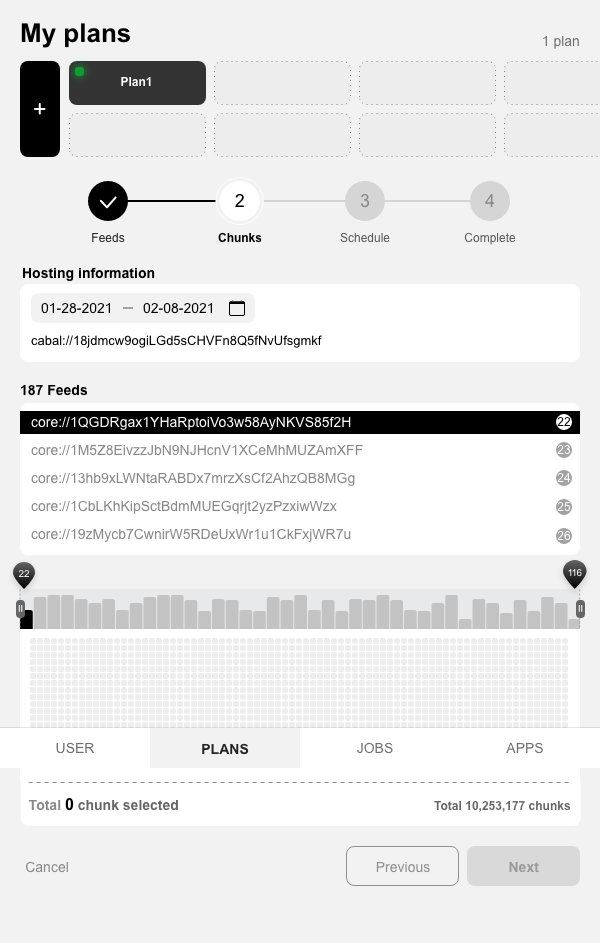 My plans
1 plan
+
Plan1
2
3
4
Feeds
Chunks
Schedule
Complete
Hosting information
01-28-2021 — 02-08-2021
cabal://18jdmcw9ogiLGd5sCHVFn8Q5fNvUfsgmkf
187 Feeds
core://1QGDRgax1YHaRptoiVo3w58AyNKVS85f2H 22
core://1M5Z8EivzzJbN9NJHcnV1XCeMhMUZAmXFF 23
core://13hb9xLWNtaRABDx7mrzXsCf2AhzQB8MGg 24
core://1CbLKhKipSctBdmMUEGqrjt2yzPzxiwWzx 25
core://19zMycb7CwnirW5RDeUxWr1u1CkFxjWR7u 26
22
116
USER
PLANS
JOBS
APPS
Total 0 chunk selected
Total 10,253,177 chunks
Cancel
Previous
Next